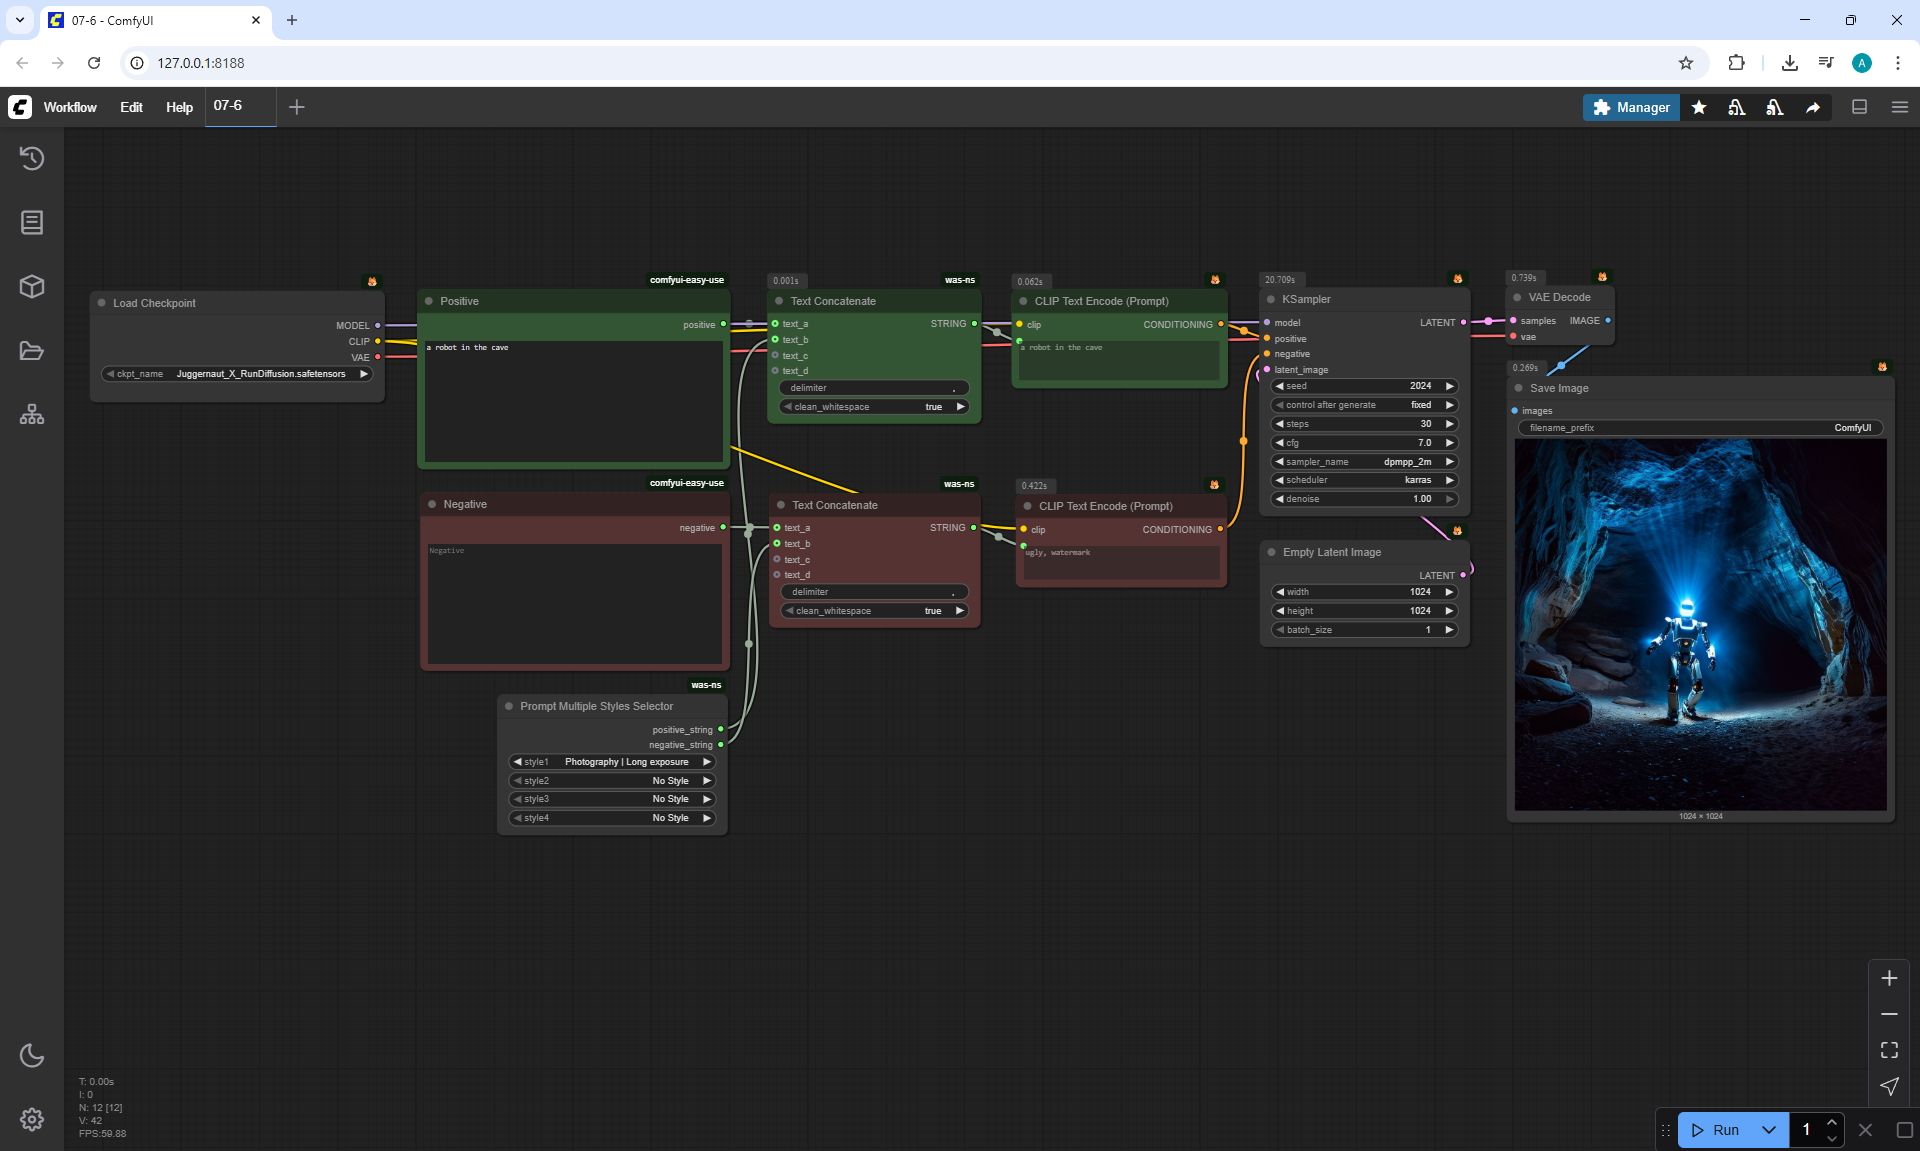 07-6 - ComfyUI
127.0.0.1:8188
Workflow Edit Help 07-6
Manager
Load Checkpoint
MODEL
CLIP
VAE
ckpt_name Juggernaut_X_RunDiffusion.safetensors
comfyui-easy-use
Positive
positive
a robot in the cave
comfyui-easy-use
Negative
negative
Negative
was-ns
Prompt Multiple Styles Selector
positive_string
negative_string
style1 Photography | Long exposure
style2 No Style
style3 No Style
style4 No Style
0.001s was-ns
Text Concatenate
text_a STRING
text_b
text_c
text_d
delimiter ,
clean_whitespace true
was-ns
Text Concatenate
text_a STRING
text_b
text_c
text_d
delimiter ,
clean_whitespace true
0.062s
CLIP Text Encode (Prompt)
clip CONDITIONING
a robot in the cave
0.422s
CLIP Text Encode (Prompt)
clip CONDITIONING
ugly, watermark
20.709s
KSampler
model LATENT
positive
negative
latent_image
seed 2024
control after generate fixed
steps 30
cfg 7.0
sampler_name dpmpp_2m
scheduler karras
denoise 1.00
Empty Latent Image
LATENT
width 1024
height 1024
batch_size 1
0.739s
VAE Decode
samples IMAGE
vae
0.269s
Save Image
images
filename_prefix ComfyUI
1024 × 1024
T: 0.00s
I: 0
N: 12 [12]
V: 42
FPS:59.88
Run 1
A